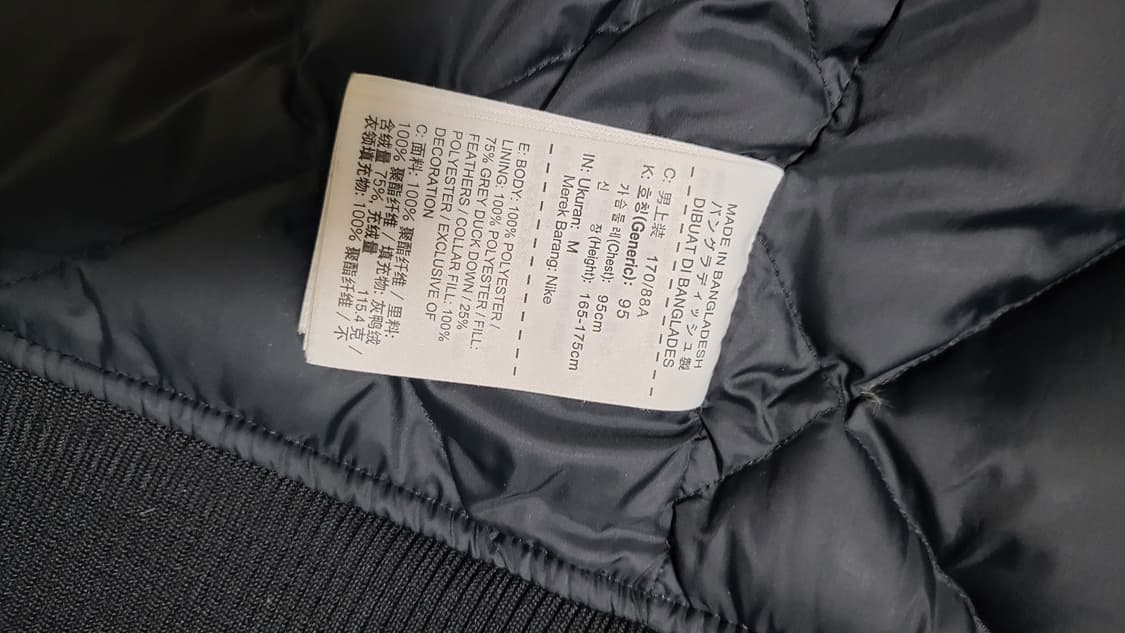 MADE IN BANGLADESH
バングラディッシュ製
DIBUAT DI BANGLADES
C: 男上装 170/88A
K: 호칭(Generic): 95
가슴둘레(Chest): 95cm
신 장(Height): 165-175cm
IN: Ukuran: M
Merek Barang: Nike
E: BODY: 100% POLYESTER /
LINING: 100% POLYESTER / FILL:
75% GREY DUCK DOWN / 25%
FEATHERS / COLLAR FILL: 100%
POLYESTER / EXCLUSIVE OF
DECORATION
C: 面料: 100% 聚酯纤维 / 里料:
100% 聚酯纤维 / 填充物: 灰鸭绒
含绒量 75%, 充绒量 115.4 克 /
衣领填充物: 100% 聚酯纤维 / 不